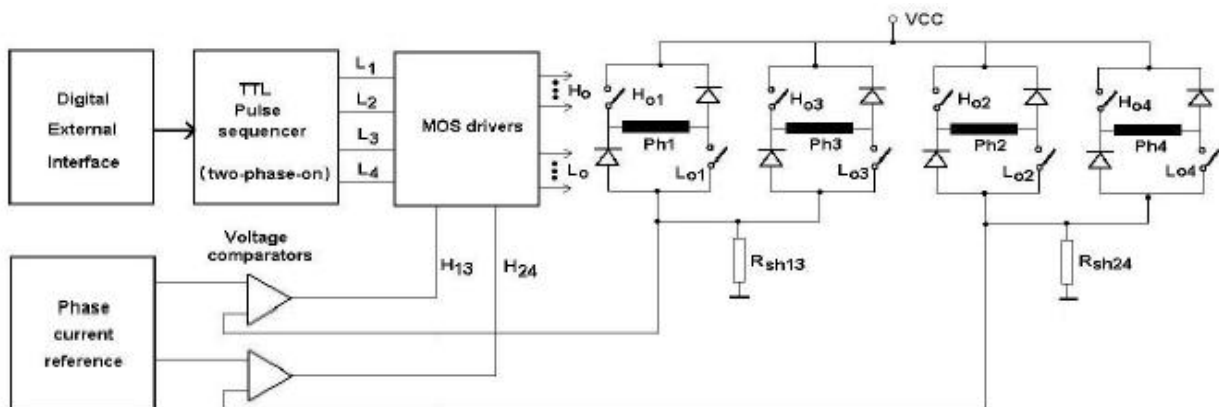 VCC
Digital
External
Interface
TTL
Pulse
sequencer
(two-phase-on)
L1
L2
L3
L4
MOS drivers
Ho
Lo
Ho1
Ph1
Lo1
Ho3
Ph3
Lo3
Ho2
Ph2
Lo2
Ho4
Ph4
Lo4
Rsh13
Rsh24
Voltage
comparators
H13
H24
Phase
current
reference